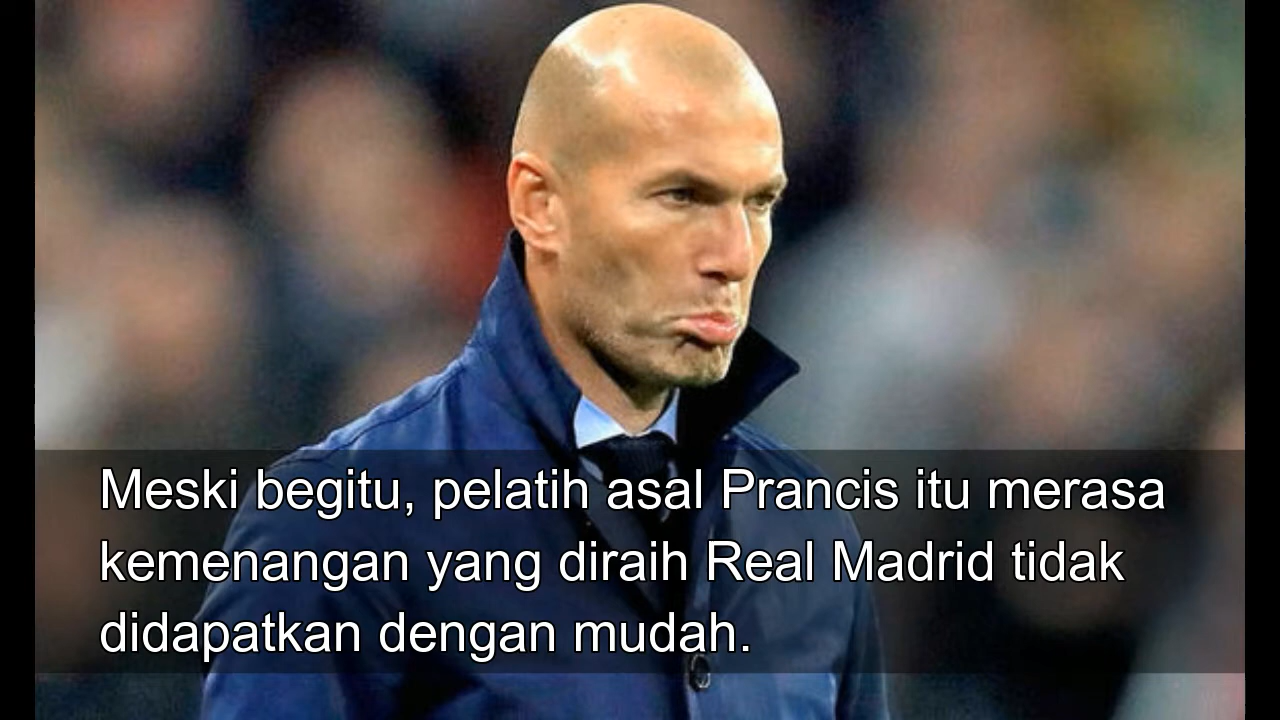 Meski begitu, pelatih asal Prancis itu merasa
kemenangan yang diraih Real Madrid tidak
didapatkan dengan mudah.